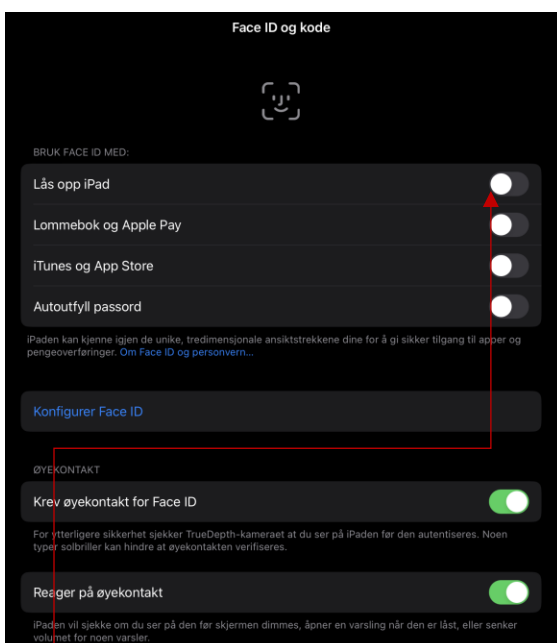 Face ID og kode
BRUK FACE ID MED:
Lås opp iPad
Lommebok og Apple Pay
iTunes og App Store
Autoutfyll passord
iPaden kan kjenne igjen de unike, tredimensjonale ansiktstrekkene dine for å gi sikker tilgang til apper og
pengeoverføringer. Om Face ID og personvern...
Konfigurer Face ID
ØYEKONTAKT
Krev øyekontakt for Face ID
For ytterligere sikkerhet sjekker TrueDepth-kameraet at du ser på iPaden før den autentiseres. Noen
typer solbriller kan hindre at øyekontakten verifiseres.
Reager på øyekontakt
iPaden vil sjekke om du ser på den før skjermen dimmes, åpner en varsling når den er låst, eller senker
volumet for noen varsler.